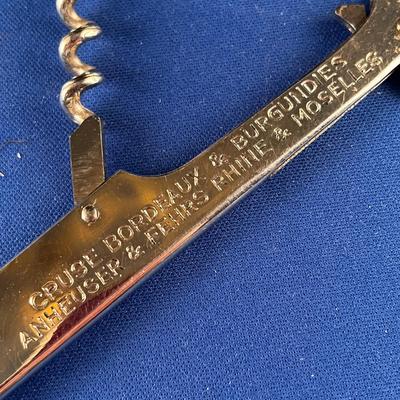 CRUSE BORDEAUX & BURGUNDIES
ANHEUSER & FEHRS RHINE & MOSELLES